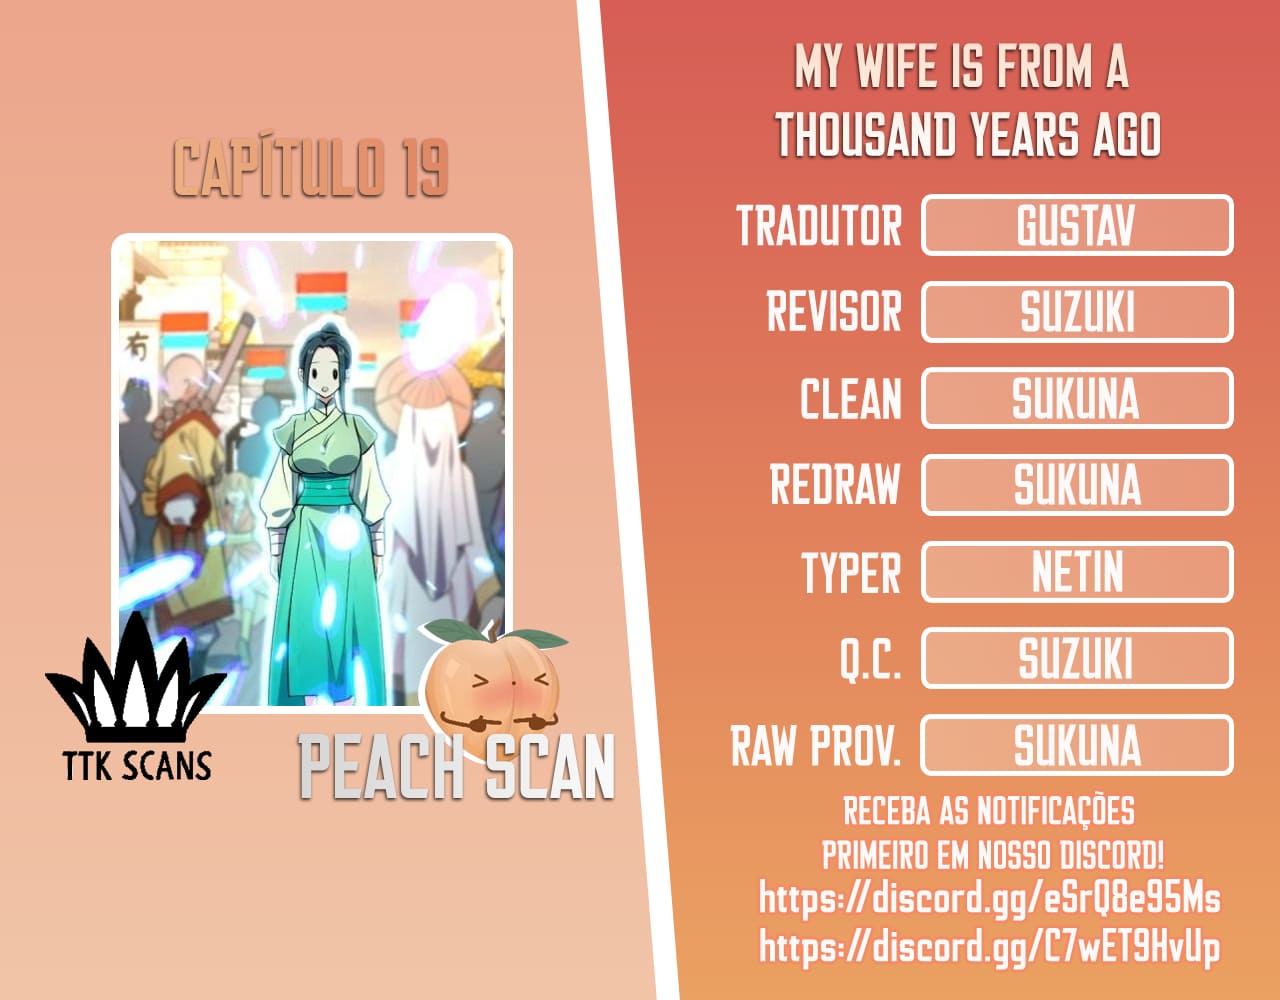 CAPÍTULO 19
有
TTK SCANS
PEACH SCAN
MY WIFE IS FROM A
THOUSAND YEARS AGO
TRADUTOR GUSTAV
REVISOR SUZUKI
CLEAN SUKUNA
REDRAW SUKUNA
TYPER NETIN
Q.C. SUZUKI
RAW PROV. SUKUNA
RECEBA AS NOTIFICAÇÕES
PRIMEIRO EM NOSSO DISCORD!
https://discord.gg/eSrQ8e95Ms
https://discord.gg/C7wET9HvUp